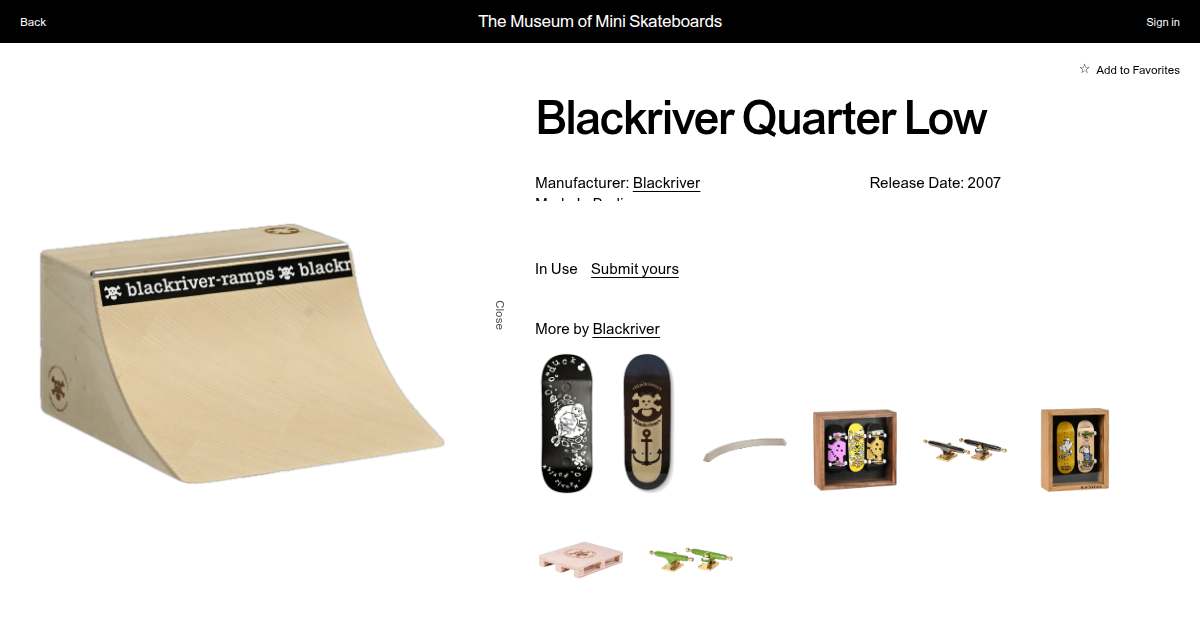 Back
The Museum of Mini Skateboards
Sign in
☆ Add to Favorites
Blackriver Quarter Low
Manufacturer: Blackriver
Release Date: 2007
blackriver-ramps blackr
In Use Submit yours
Close
More by Blackriver